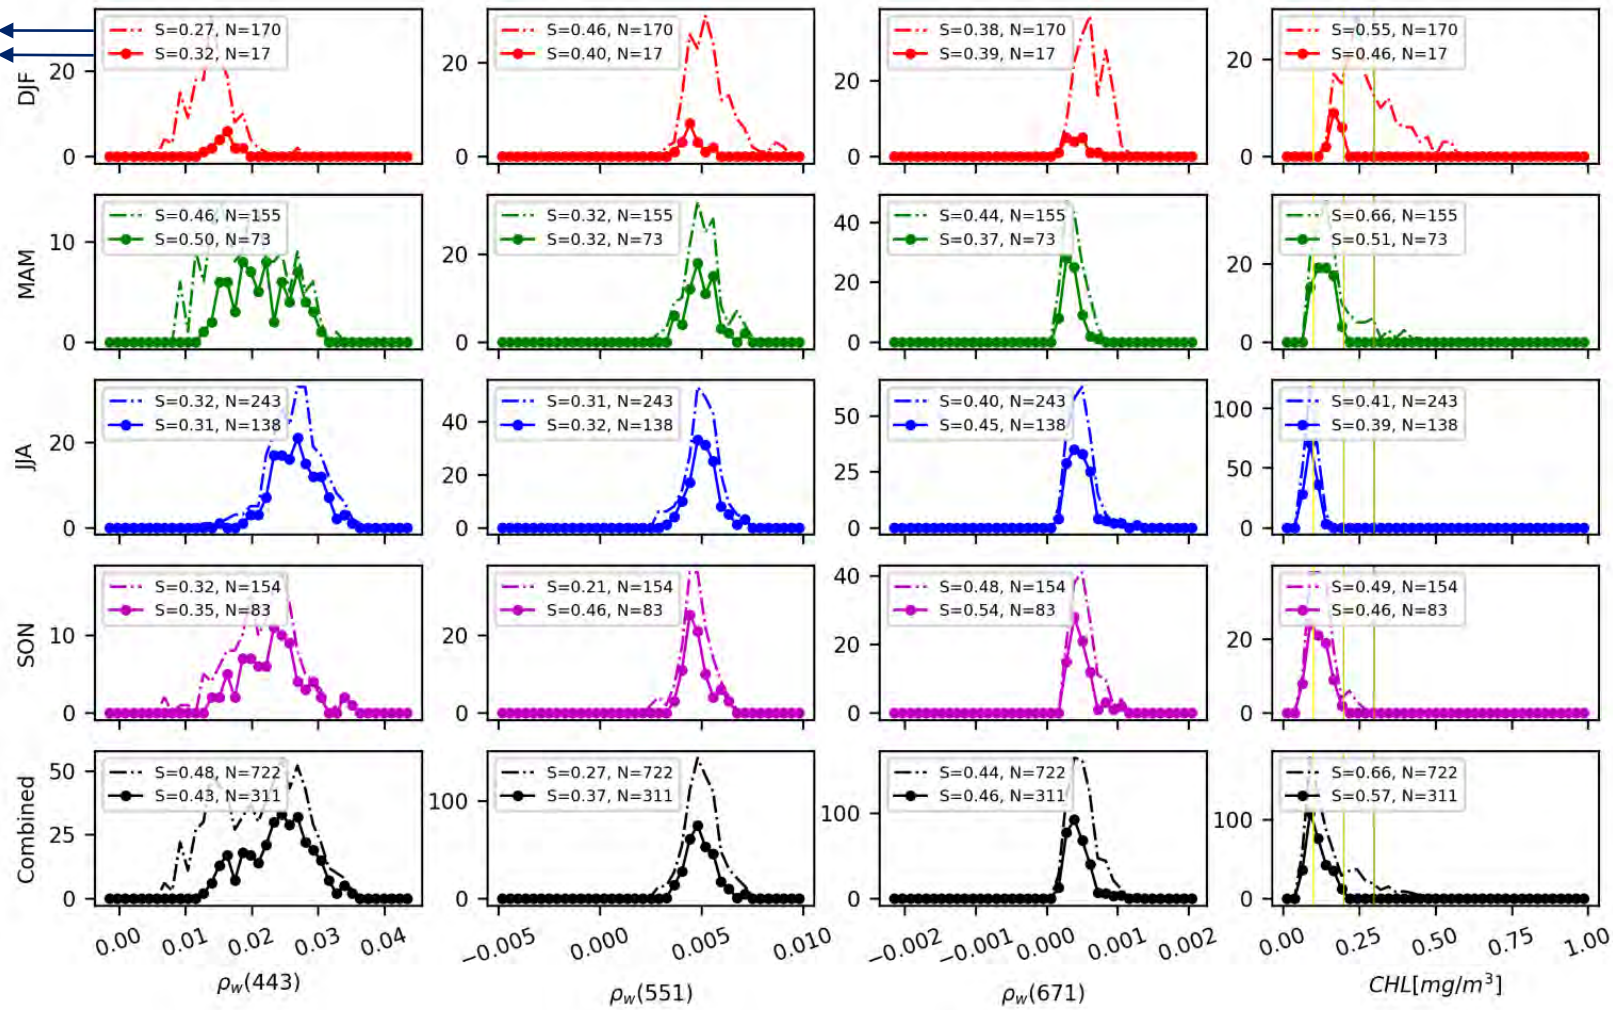 S=0.27, N=170
S=0.32, N=17
S=0.46, N=170
S=0.40, N=17
S=0.38, N=170
S=0.39, N=17
S=0.55, N=170
S=0.46, N=17
DJF
20
0
20
0
20
0
20
0
S=0.46, N=155
S=0.50, N=73
S=0.32, N=155
S=0.32, N=73
S=0.44, N=155
S=0.37, N=73
S=0.66, N=155
S=0.51, N=73
MAM
10
0
20
0
40
20
0
20
0
S=0.32, N=243
S=0.31, N=138
S=0.31, N=243
S=0.32, N=138
S=0.40, N=243
S=0.45, N=138
S=0.41, N=243
S=0.39, N=138
JJA
20
0
40
20
0
50
25
0
100
50
0
S=0.32, N=154
S=0.35, N=83
S=0.21, N=154
S=0.46, N=83
S=0.48, N=154
S=0.54, N=83
S=0.49, N=154
S=0.46, N=83
SON
10
0
20
0
40
20
0
20
0
S=0.48, N=722
S=0.43, N=311
S=0.27, N=722
S=0.37, N=311
S=0.44, N=722
S=0.46, N=311
S=0.66, N=722
S=0.57, N=311
Combined
50
25
0
100
0
100
0
100
0
0.00 0.01 0.02 0.03 0.04
−0.005 0.000 0.005 0.010
−0.002 −0.001 0.000 0.001 0.002
0.00 0.25 0.50 0.75 1.00
ρw(443)
ρw(551)
ρw(671)
CHL[mg/m³]